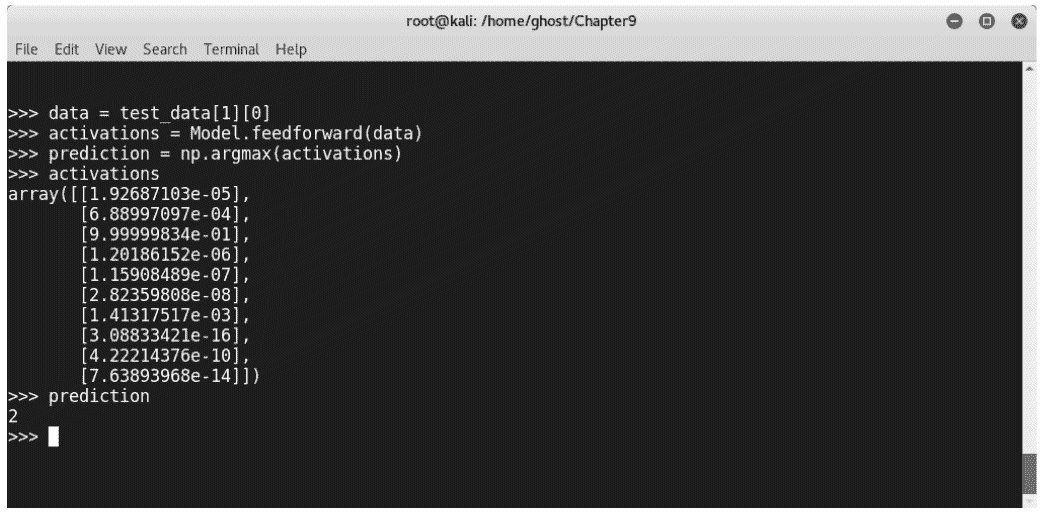 root@kali: /home/ghost/Chapter9
File Edit View Search Terminal Help
>>> data = test_data[1][0]
>>> activations = Model.feedforward(data)
>>> prediction = np.argmax(activations)
>>> activations
array([[1.92687103e-05],
       [6.88997097e-04],
       [9.99999834e-01],
       [1.20186152e-06],
       [1.15908489e-07],
       [2.82359808e-08],
       [1.41317517e-03],
       [3.08833421e-16],
       [4.22214376e-10],
       [7.63893968e-14]])
>>> prediction
2
>>>